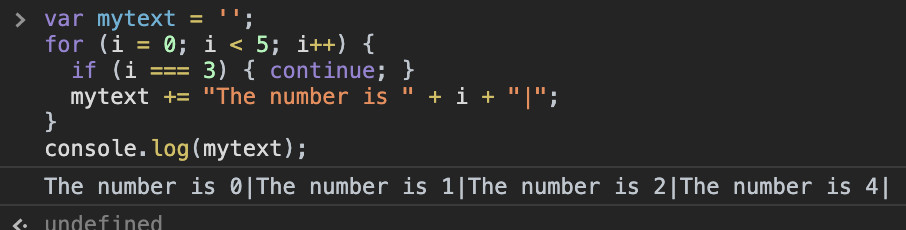 > var mytext = '';
for (i = 0; i < 5; i++) {
  if (i === 3) { continue; }
  mytext += "The number is " + i + "|";
}
console.log(mytext);
The number is 0|The number is 1|The number is 2|The number is 4|
undefined